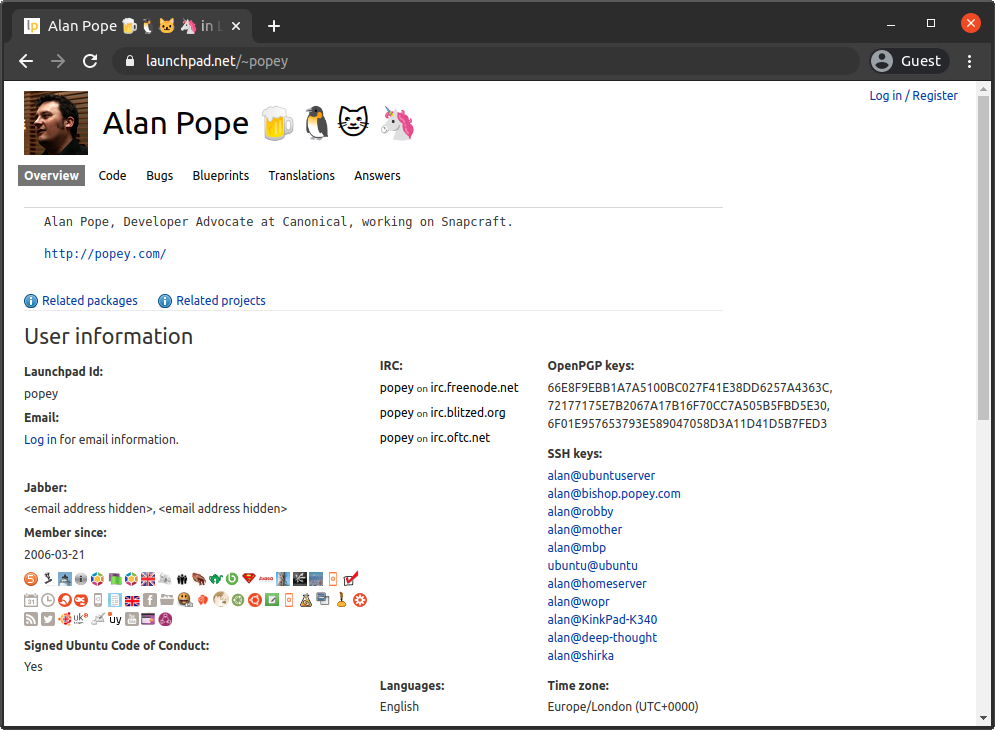 lp Alan Pope 🍺🐧🐱🦄 in L
launchpad.net/~popey
Guest
Log in / Register
Alan Pope 🍺🐧🐱🦄
Overview Code Bugs Blueprints Translations Answers
Alan Pope, Developer Advocate at Canonical, working on Snapcraft.
http://popey.com/
Related packages Related projects
User information
Launchpad Id:
popey
Email:
Log in for email information.
Jabber:
<email address hidden>, <email address hidden>
Member since:
2006-03-21
Signed Ubuntu Code of Conduct:
Yes
IRC:
popey on irc.freenode.net
popey on irc.blitzed.org
popey on irc.oftc.net
Languages:
English
OpenPGP keys:
66E8F9EBB1A7A5100BC027F41E38DD6257A4363C,
72177175E7B2067A17B16F70CC7A505B5FBD5E30,
6F01E957653793E589047058D3A11D41D5B7FED3
SSH keys:
alan@ubuntuserver
alan@bishop.popey.com
alan@robby
alan@mother
alan@mbp
ubuntu@ubuntu
alan@homeserver
alan@wopr
alan@KinkPad-K340
alan@deep-thought
alan@shirka
Time zone:
Europe/London (UTC+0000)